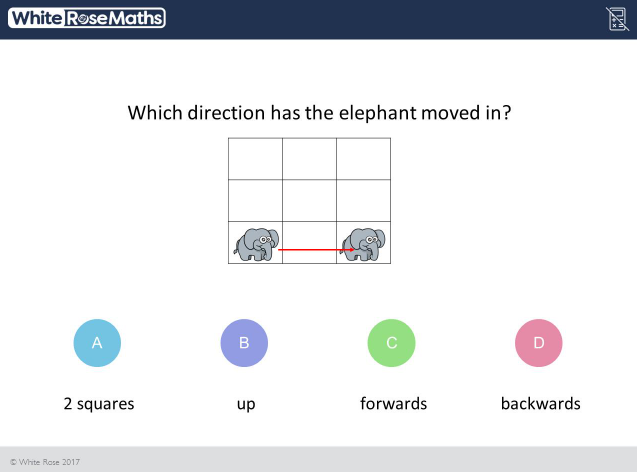 White Rose Maths
Which direction has the elephant moved in?
A
B
C
D
2 squares
up
forwards
backwards
© White Rose 2017